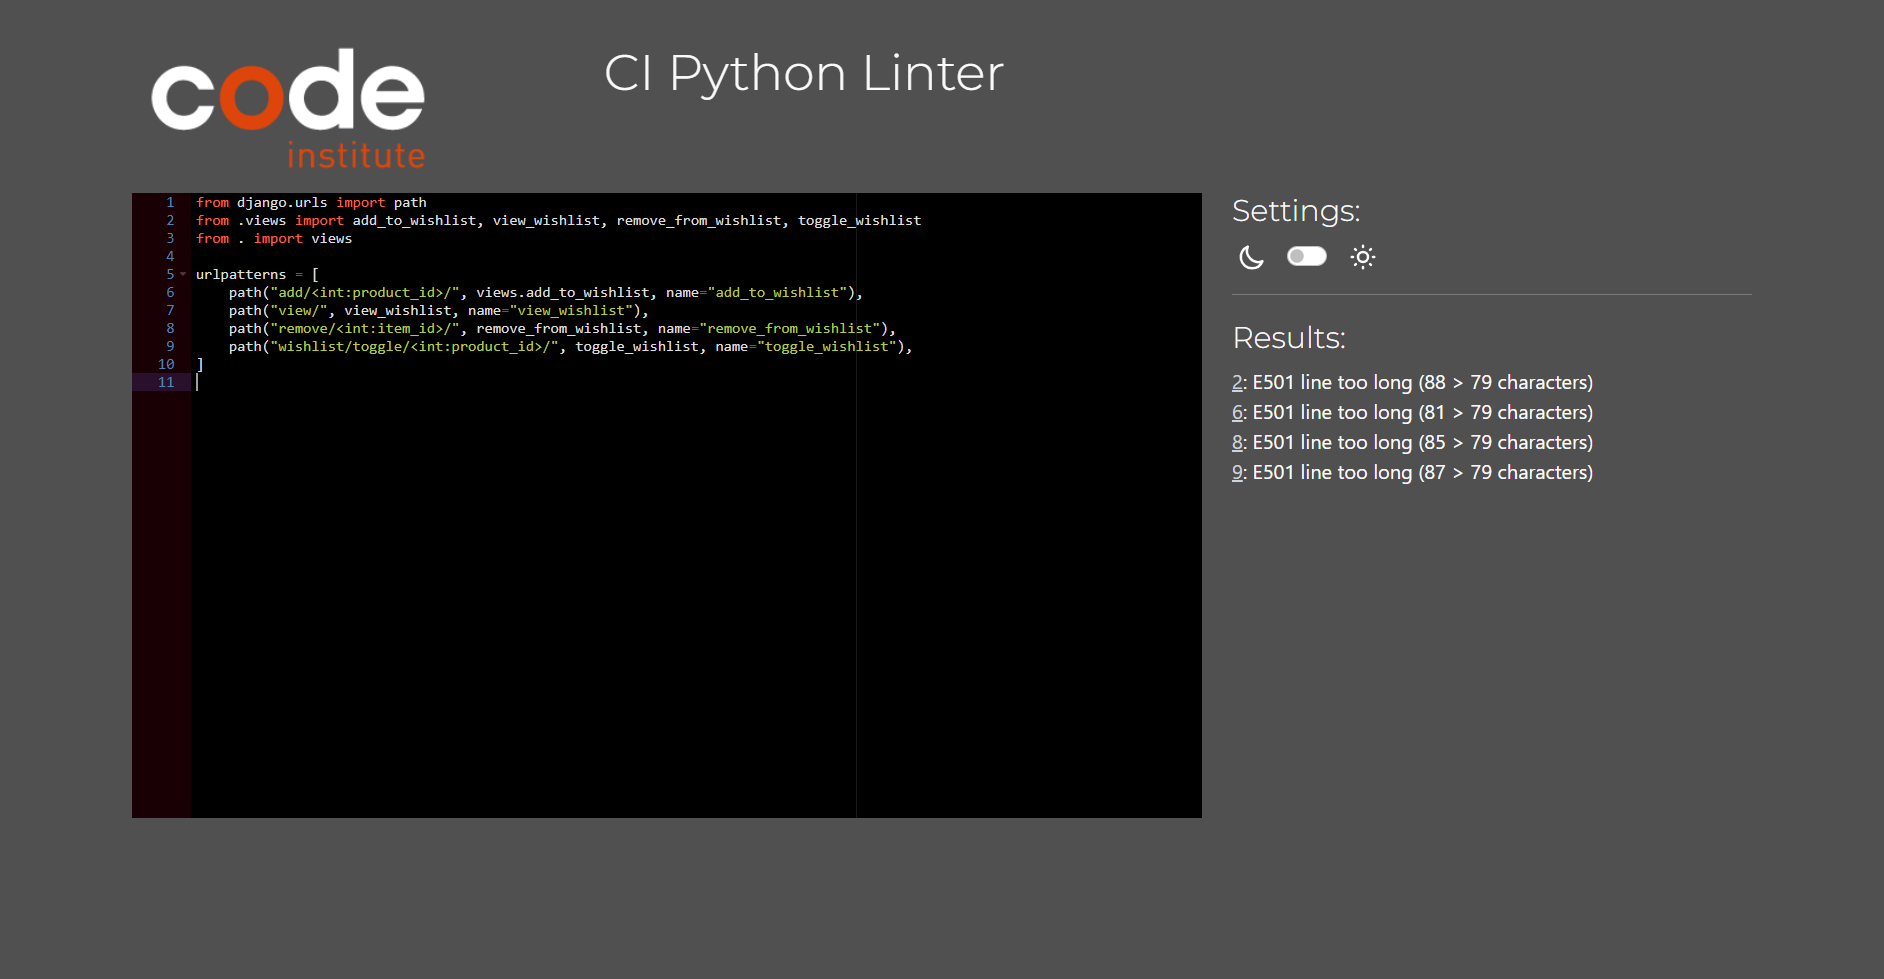 code
institute
CI Python Linter
1 from django.urls import path
2 from .views import add_to_wishlist, view_wishlist, remove_from_wishlist, toggle_wishlist
3 from . import views
4
5 urlpatterns = [
6     path("add/<int:product_id>/", views.add_to_wishlist, name="add_to_wishlist"),
7     path("view/", view_wishlist, name="view_wishlist"),
8     path("remove/<int:item_id>/", remove_from_wishlist, name="remove_from_wishlist"),
9     path("wishlist/toggle/<int:product_id>/", toggle_wishlist, name="toggle_wishlist"),
10 ]
11
Settings:
Results:
2: E501 line too long (88 > 79 characters)
6: E501 line too long (81 > 79 characters)
8: E501 line too long (85 > 79 characters)
9: E501 line too long (87 > 79 characters)